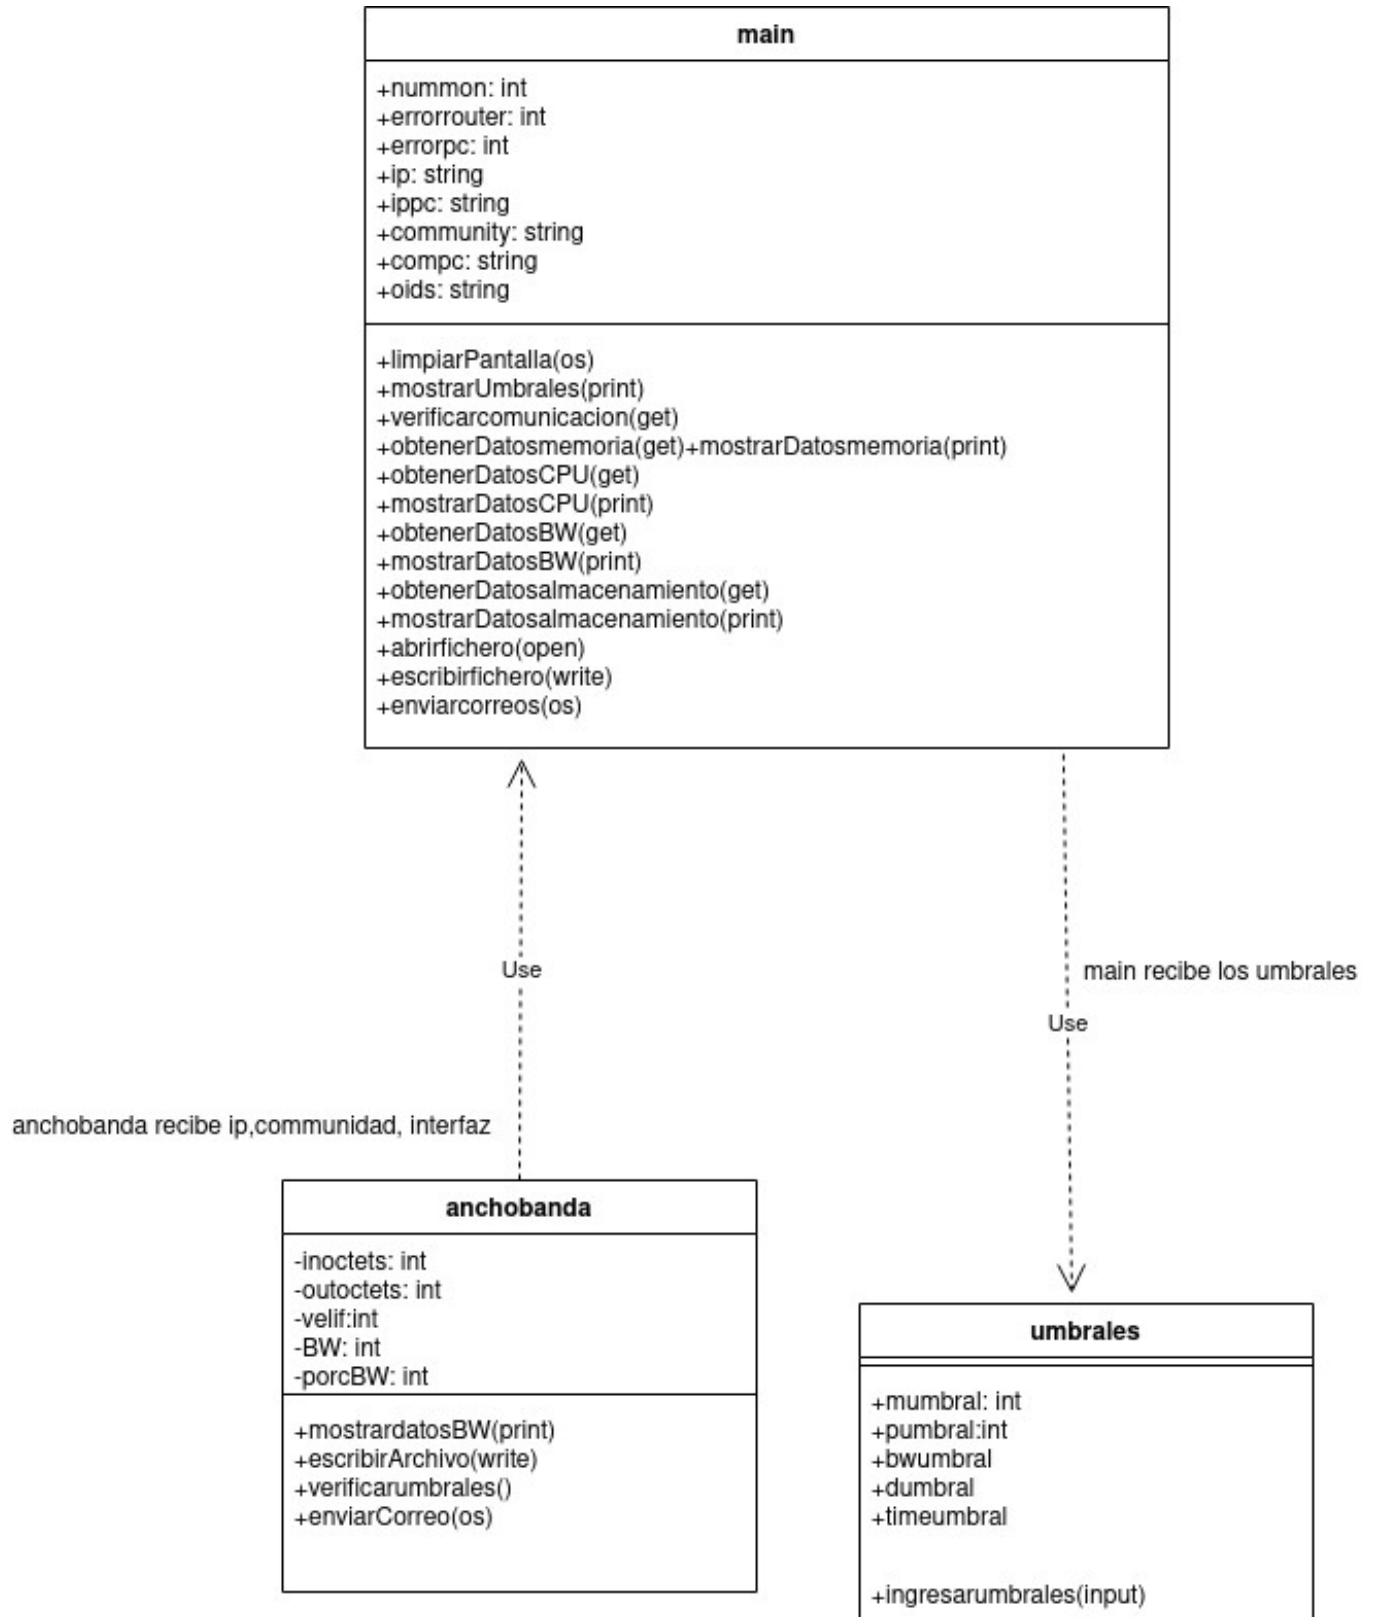 main
+nummon: int
+errorrouter: int
+errorpc: int
+ip: string
+ippc: string
+community: string
+compc: string
+oids: string
+limpiarPantalla(os)
+mostrarUmbrales(print)
+verificarcomunicacion(get)
+obtenerDatosmemoria(get)+mostrarDatosmemoria(print)
+obtenerDatosCPU(get)
+mostrarDatosCPU(print)
+obtenerDatosBW(get)
+mostrarDatosBW(print)
+obtenerDatosalmacenamiento(get)
+mostrarDatosalmacenamiento(print)
+abrirfichero(open)
+escribirfichero(write)
+enviarcorreos(os)
Use
main recibe los umbrales
Use
anchobanda recibe ip,communidad, interfaz
anchobanda
-inoctets: int
-outoctets: int
-velif:int
-BW: int
-porcBW: int
+mostrardatosBW(print)
+escribirArchivo(write)
+verificarumbrales()
+enviarCorreo(os)
umbrales
+mumbral: int
+pumbral:int
+bwumbral
+dumbral
+timeumbral
+ingresarumbrales(input)